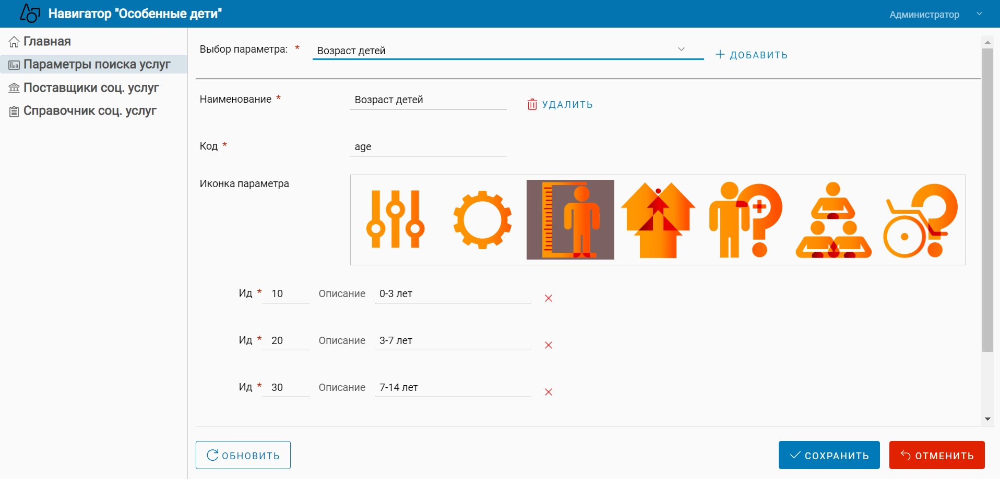 Навигатор "Особенные дети"
Администратор
Главная
Параметры поиска услуг
Поставщики соц. услуг
Справочник соц. услуг
Выбор параметра: * Возраст детей
ДОБАВИТЬ
Наименование * Возраст детей
УДАЛИТЬ
Код * age
Иконка параметра
Ид * 10 Описание 0-3 лет
Ид * 20 Описание 3-7 лет
Ид * 30 Описание 7-14 лет
ОБНОВИТЬ
СОХРАНИТЬ
ОТМЕНИТЬ